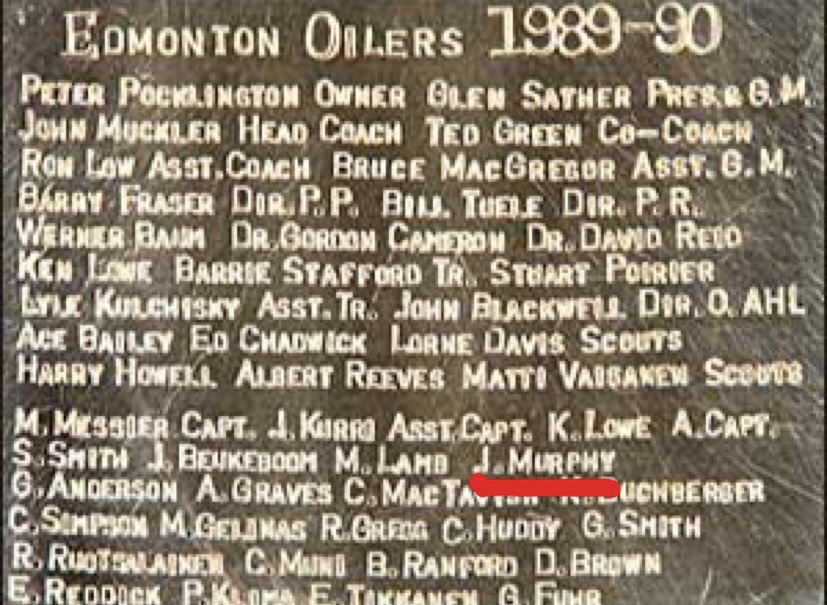 EDMONTON OILERS 1989-90
PETER POCKLINGTON OWNER GLEN SATHER PRES.& G.M.
JOHN MUCKLER HEAD COACH TED GREEN CO-COACH
RON LOW ASST.COACH BRUCE MACGREGOR ASST.G.M.
BARRY FRASER DIR.P.P. BILL TUELE DIR.P.R.
WERNER BAUM DR.GORDON CAMERON DR.DAVID REID
KEN LOWE BARRIE STAFFORD TR. STUART POIRIER
LYLE KULCHISKY ASST.TR. JOHN BLACKWELL DIR.O.AHL
ACE BAILEY ED CHADWICK LORNE DAVIS SCOUTS
HARRY HOWELL ALBERT REEVES MATTI VAISANEN SCOUTS
M.MESSIER CAPT. J.KURRI ASST.CAPT. K.LOWE A.CAPT.
S.SMITH J.BEUKEBOOM M.LAMB J.MURPHY
G.ANDERSON A.GRAVES C.MACTAVISH K.BUCHBERGER
C.SIMPSON M.GELINAS R.GREGG C.HUDDY G.SMITH
R.RUOTSALAINEN C.MUNI B.RANFORD D.BROWN
E.REDDICK P.KLIMA E.TIKKANEN G.FUHR